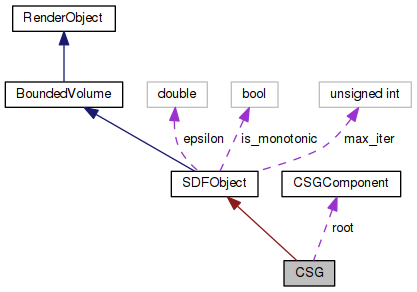 RenderObject
BoundedVolume
double
bool
unsigned int
epsilon
is_monotonic
max_iter
SDFObject
CSGComponent
root
CSG